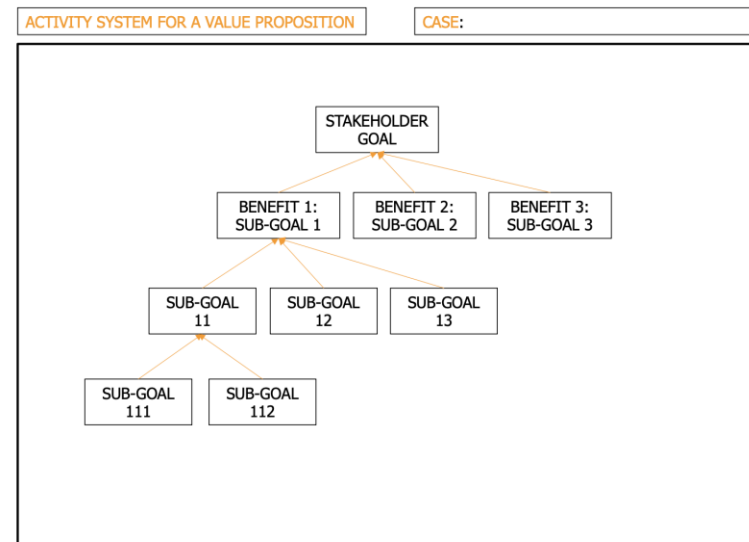 ACTIVITY SYSTEM FOR A VALUE PROPOSITION
CASE:
STAKEHOLDER
GOAL
BENEFIT 1:
SUB-GOAL 1
BENEFIT 2:
SUB-GOAL 2
BENEFIT 3:
SUB-GOAL 3
SUB-GOAL
11
SUB-GOAL
12
SUB-GOAL
13
SUB-GOAL
111
SUB-GOAL
112